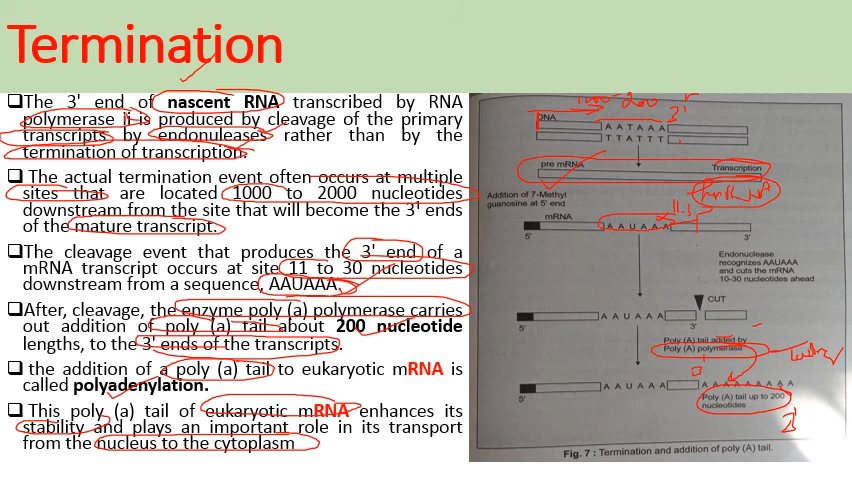 Termination
❑The 3' end of nascent RNA transcribed by RNA
polymerase ii is produced by cleavage of the primary
transcripts by endonuleases rather than by the
termination of transcription.
❑ The actual termination event often occurs at multiple
sites that are located 1000 to 2000 nucleotides
downstream from the site that will become the 3' ends
of the mature transcript.
❑The cleavage event that produces the 3' end of a
mRNA transcript occurs at site 11 to 30 nucleotides
downstream from a sequence, AAUAAA.
❑After, cleavage, the enzyme poly (a) polymerase carries
out addition of poly (a) tail about 200 nucleotide
lengths, to the 3' ends of the transcripts.
❑the addition of a poly (a) tail to eukaryotic mRNA is
called polyadenylation.
❑ This poly (a) tail of eukaryotic mRNA enhances its
stability and plays an important role in its transport
from the nucleus to the cytoplasm
1000-200
3'
DNA
A A T A A A
T T A T T T
pre mRNA
Transcription
Addition of 7-Methyl
guanosine at 5' end
mRNA
A A U A A A
5'
3'
Endonuclease
recognizes AAUAAA
and cuts the mRNA
10-30 nucleotides ahead
CUT
A A U A A A
5'
3'
Poly (A) tail added by
Poly (A) polymerase
A A U A A A
A A A A A A A A A
5'
Poly (A) tail up to 200
nucleotides
3'
Fig. 7 : Termination and addition of poly (A) tail.